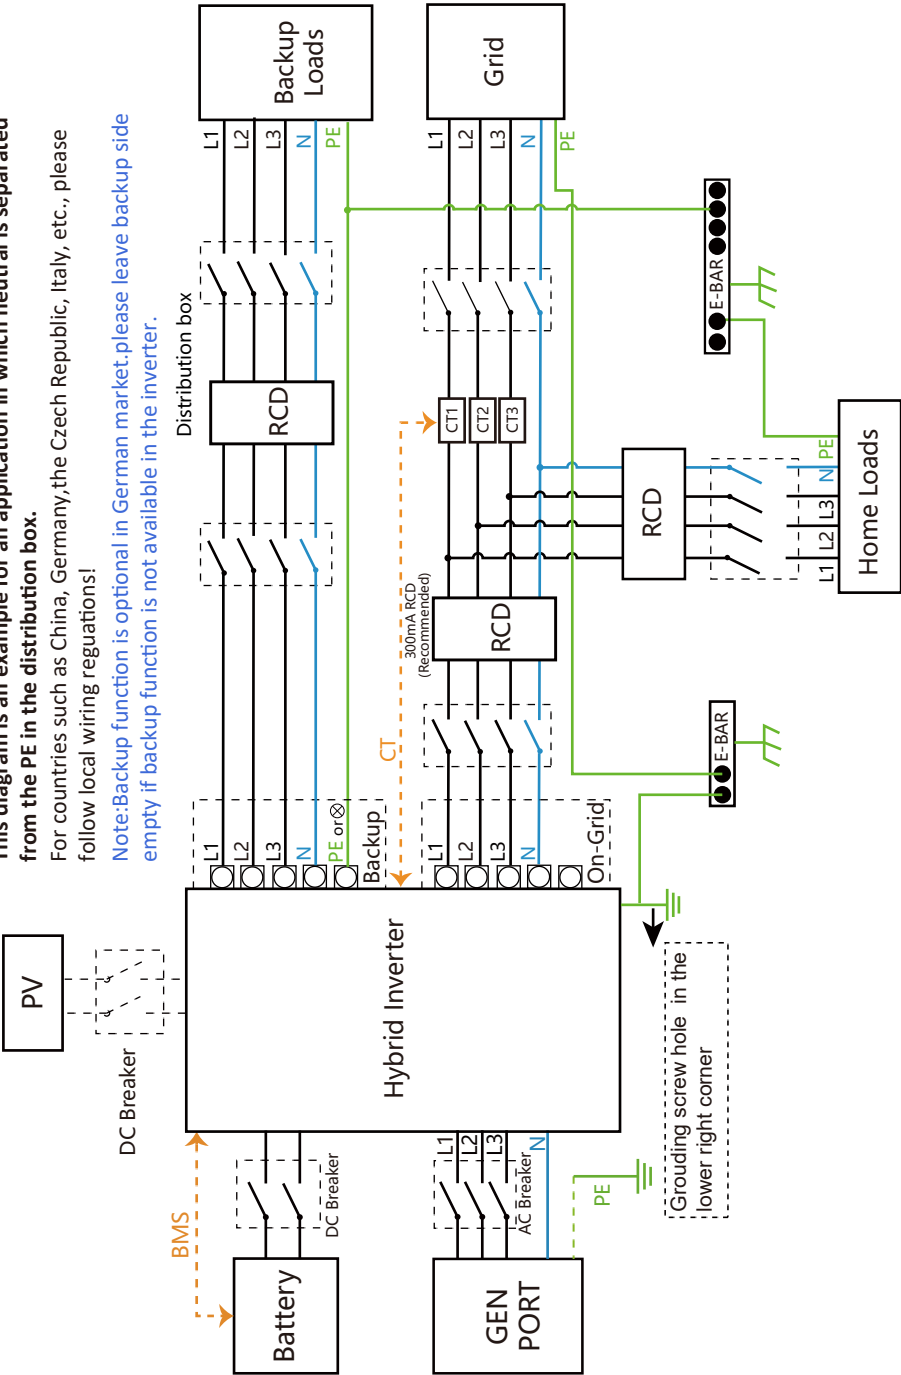 This diagram is an example for an application in which neutral is separated
from the PE in the distribution box.
For countries such as China, Germany,the Czech Republic, Italy, etc., please
follow local wiring reguations!
Note:Backup function is optional in German market.please leave backup side
empty if backup function is not available in the inverter.
PV
DC Breaker
Distribution box
BMS
Battery
DC Breaker
Hybrid Inverter
L1
L2
L3
N
PE or
Backup
RCD
L1
L2
L3
N
PE
Backup
Loads
CT
300mA RCD
(Recommended)
GEN
PORT
L1
L2
L3
N
AC Breaker
PE
L1
L2
L3
N
On-Grid
RCD
CT1
CT2
CT3
L1
L2
L3
N
PE
Grid
RCD
E-BAR
E-BAR
Grouding screw hole in the
lower right corner
L1
L2
L3
N
PE
Home Loads